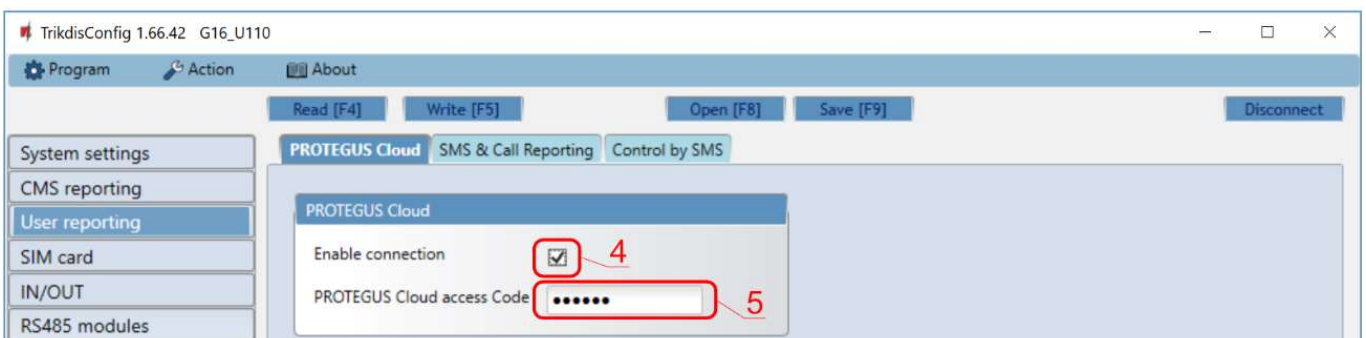 TrikdisConfig 1.66.42 G16_U110
Program Action About
Read [F4] Write [F5] Open [F8] Save [F9] Disconnect
System settings
CMS reporting
User reporting
SIM card
IN/OUT
RS485 modules
PROTEGUS Cloud SMS & Call Reporting Control by SMS
PROTEGUS Cloud
Enable connection 4
PROTEGUS Cloud access Code •••••• 5